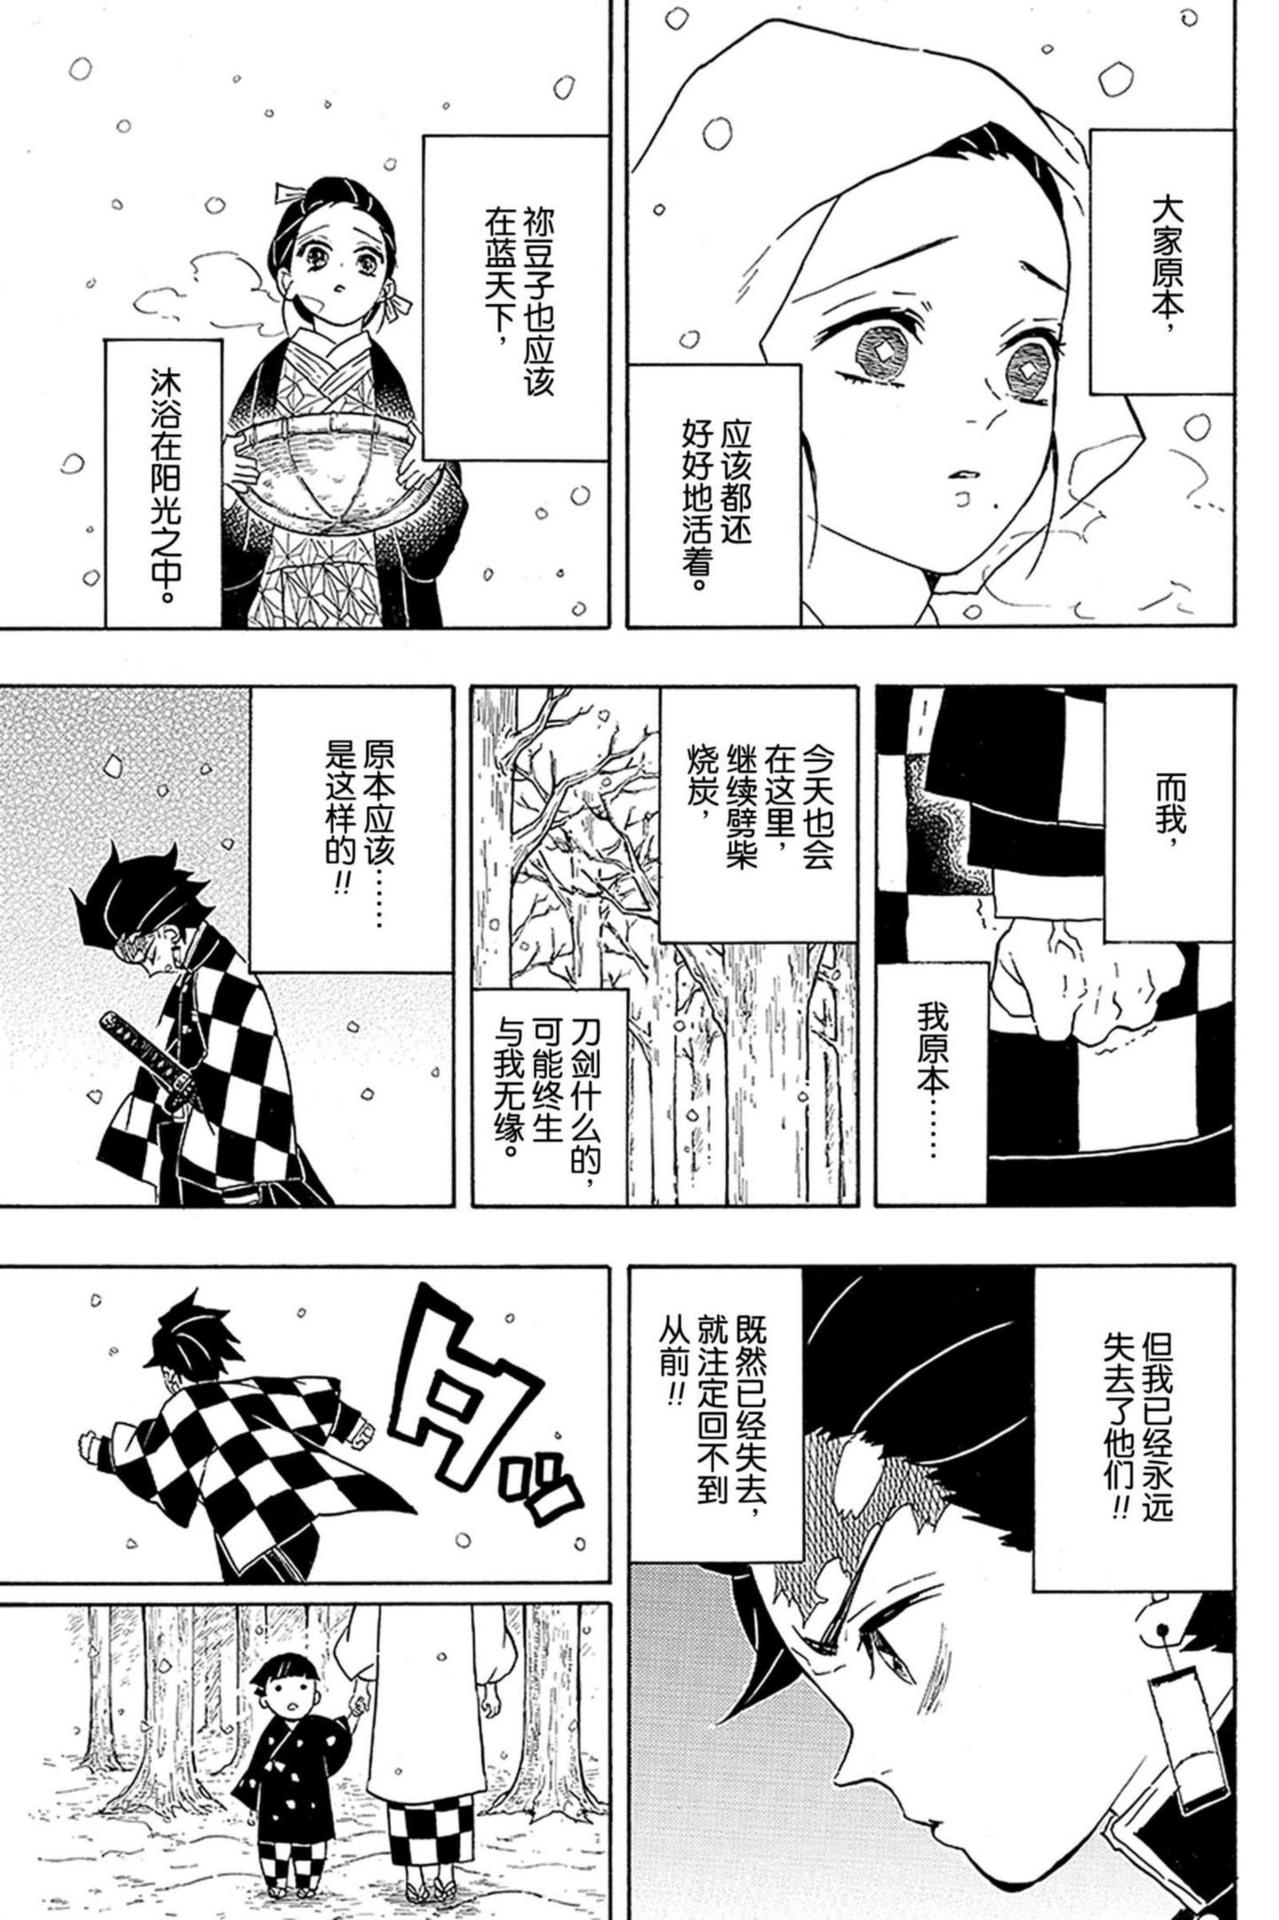 大家原本，
应该都还
好好地活着。
祢豆子也应该
在蓝天下，
沐浴在阳光之中。
而我，
我原本……
今天也会
在这里，
继续劈柴
烧炭，
刀剑什么的，
可能终生
与我无缘。
原本应该……
是这样的!!
但我已经永远
失去了他们!!
既然已经失去，
就注定回不到
从前!!